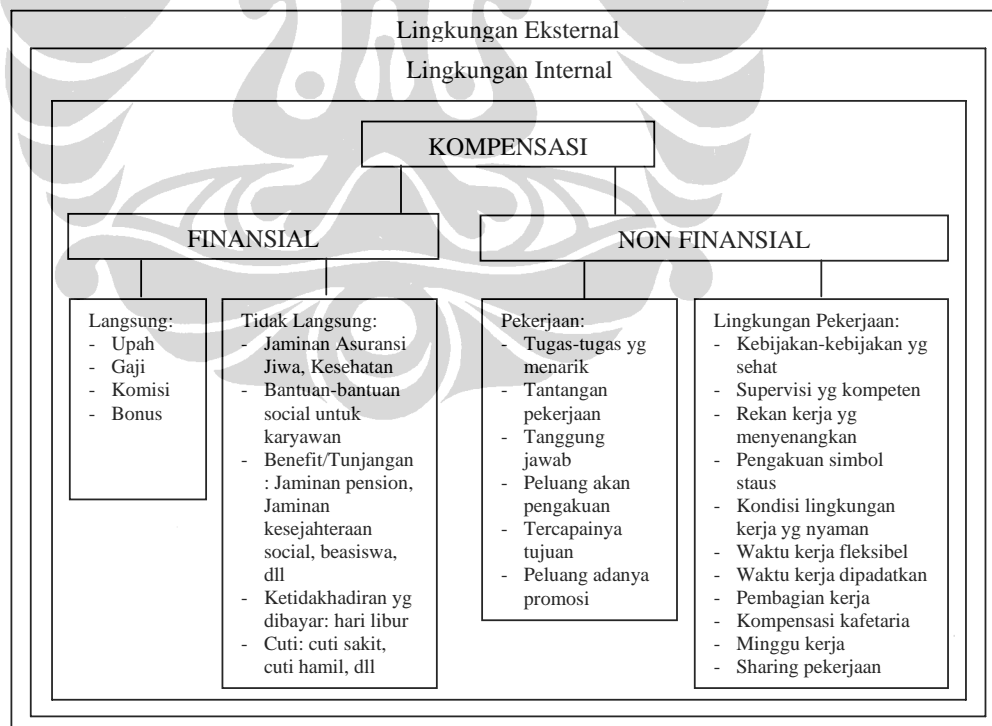 Lingkungan Eksternal
Lingkungan Internal
KOMPENSASI
FINANSIAL
NON FINANSIAL
Langsung:
- Upah
- Gaji
- Komisi
- Bonus
Tidak Langsung:
- Jaminan Asuransi
Jiwa, Kesehatan
- Bantuan-bantuan
social untuk
karyawan
- Benefit/Tunjangan
: Jaminan pension,
Jaminan
kesejahteraan
social, beasiswa,
dll
- Ketidakhadiran yg
dibayar: hari libur
- Cuti: cuti sakit,
cuti hamil, dll
Pekerjaan:
- Tugas-tugas yg
menarik
- Tantangan
pekerjaan
- Tanggung
jawab
- Peluang akan
pengakuan
- Tercapainya
tujuan
- Peluang adanya
promosi
Lingkungan Pekerjaan:
- Kebijakan-kebijakan yg
sehat
- Supervisi yg kompeten
- Rekan kerja yg
menyenangkan
- Pengakuan simbol
staus
- Kondisi lingkungan
kerja yg nyaman
- Waktu kerja fleksibel
- Waktu kerja dipadatkan
- Pembagian kerja
- Kompensasi kafetaria
- Minggu kerja
- Sharing pekerjaan